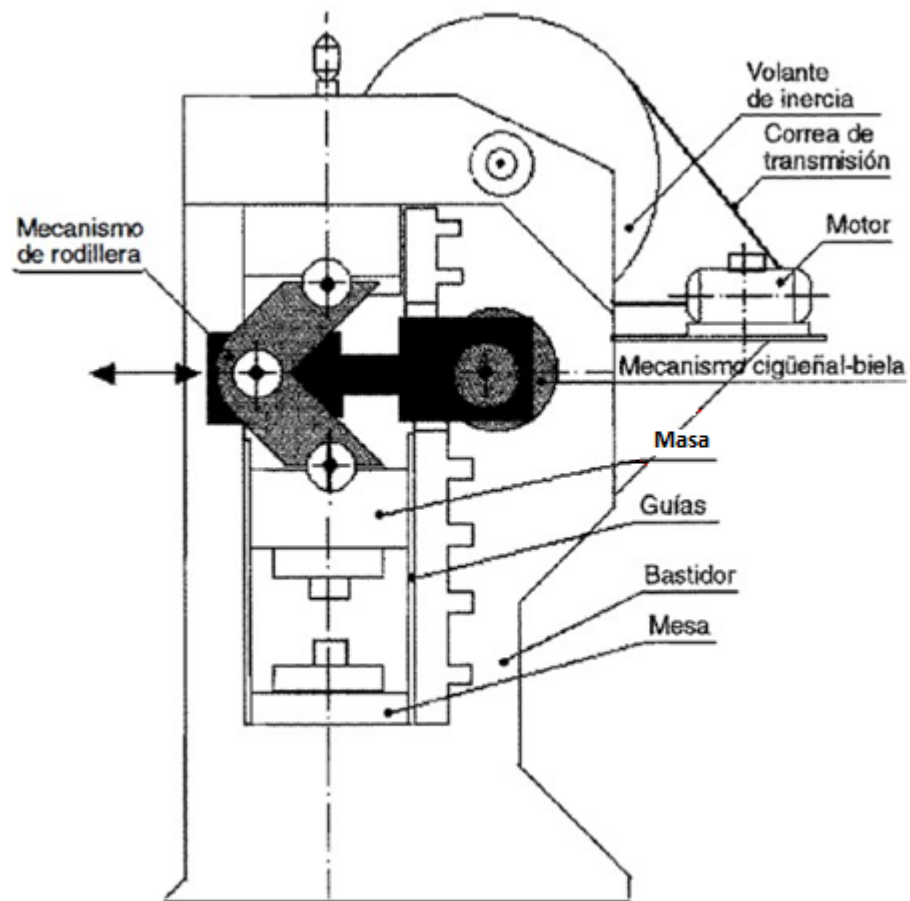 Volante
de inercia
Correa de
transmisión
Motor
Mecanismo
de rodillera
Mecanismo cigüeñal-biela
Masa
Guías
Bastidor
Mesa